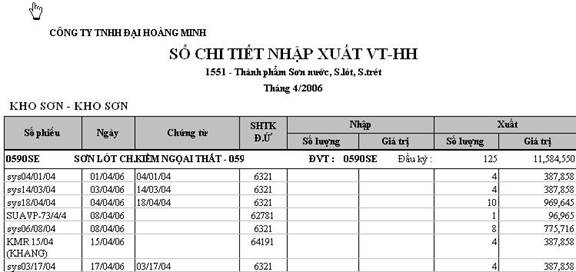 CÔNG TY TNHH ĐẠI HOÀNG MINH
SỔ CHI TIẾT NHẬP XUẤT VT-HH
1551 - Thành phẩm Sơn nước, S.lót, S.trét
Tháng 4/2006
KHO SƠN - KHO SƠN
Số phiếu Ngày Chứng từ SHTK Đ.Ứ Nhập Xuất
Số lượng Giá trị Số lượng Giá trị
0590SE SƠN LÓT CH.KIỀM NGOẠI THẤT - 059 ĐVT : 0590SE Đầu kỳ : 125 11,584,550
sys04/01/04 01/04/06 04/01/04 6321 4 387,858
sys14/03/04 03/04/06 14/03/04 6321 4 387,858
sys18/04/04 04/04/06 18/04/04 6321 10 969,645
SUAVP-73/4/4 08/04/06 62781 1 96,965
sys06/08/04 08/04/06 6321 8 775,716
KMR 15/04 15/04/06 64191 4 387,858
(KHANG)
sys03/17/04 17/04/06 03/17/04 6321 4 387,858